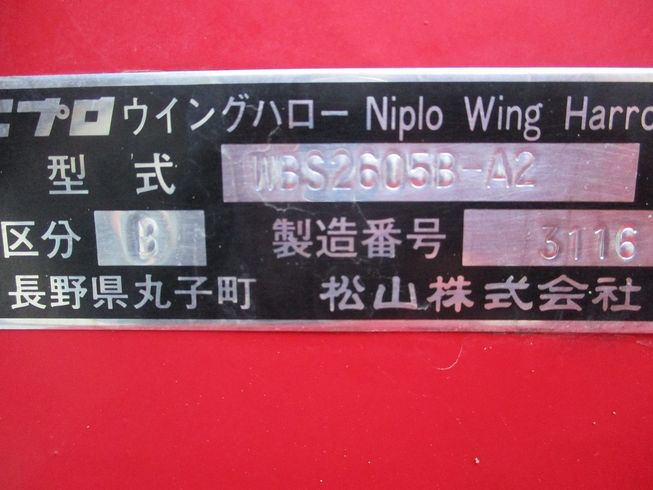 ニプロ ウイングハロー Niplo Wing Harro
型式 WBS2605B-A2
区分 B 製造番号 3116
長野県丸子町 松山株式会社